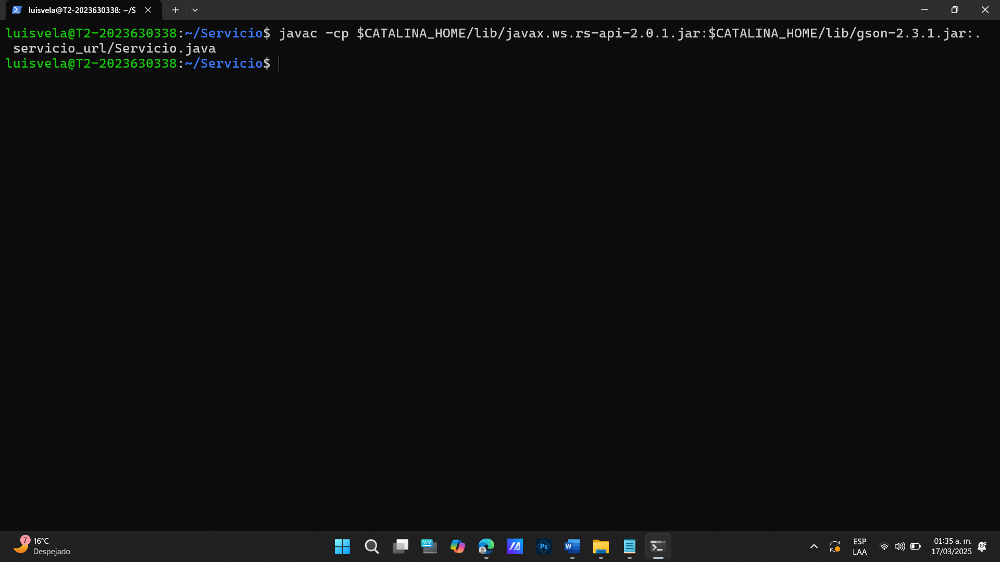 luisvela@T2-2023630338: ~/S
luisvela@T2-2023630338:~/Servicio$ javac -cp $CATALINA_HOME/lib/javax.ws.rs-api-2.0.1.jar:$CATALINA_HOME/lib/gson-2.3.1.jar:.
servicio_url/Servicio.java
luisvela@T2-2023630338:~/Servicio$
7
16°C
Despejado
Ps
W
ESP
LAA
01:35 a. m.
17/03/2025